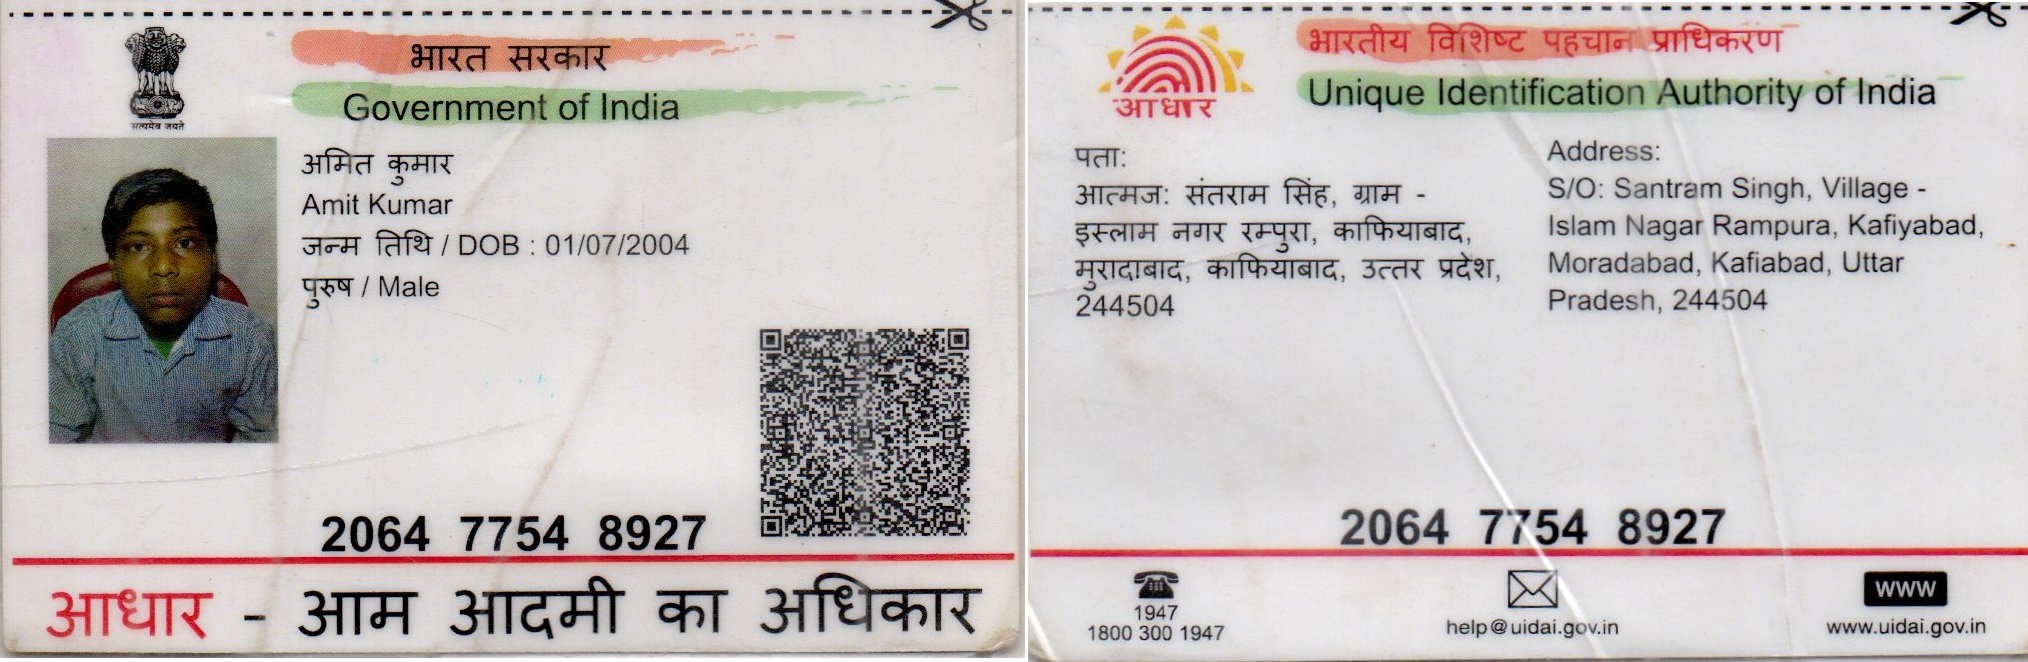 भारत सरकार
Government of India
सत्यमेव जयते
अमित कुमार
Amit Kumar
जन्म तिथि / DOB : 01/07/2004
पुरुष / Male
2064 7754 8927
आधार - आम आदमी का अधिकार
भारतीय विशिष्ट पहचान प्राधिकरण
Unique Identification Authority of India
आधार
पता:
आत्मज: संतराम सिंह, ग्राम -
इस्लाम नगर रम्पुरा, काफियाबाद,
मुरादाबाद, काफियाबाद, उत्तर प्रदेश,
244504
Address:
S/O: Santram Singh, Village -
Islam Nagar Rampura, Kafiyabad,
Moradabad, Kafiabad, Uttar
Pradesh, 244504
2064 7754 8927
1947
1800 300 1947
help@uidai.gov.in
www
www.uidai.gov.in